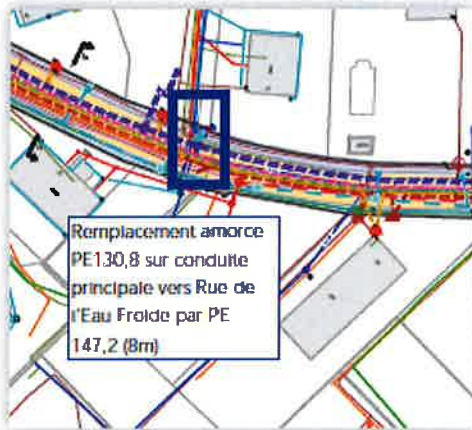 Remplacement amorce
PE130,8 sur conduite
principale vers Rue de
l'Eau Froide par PE
147,2 (8m)